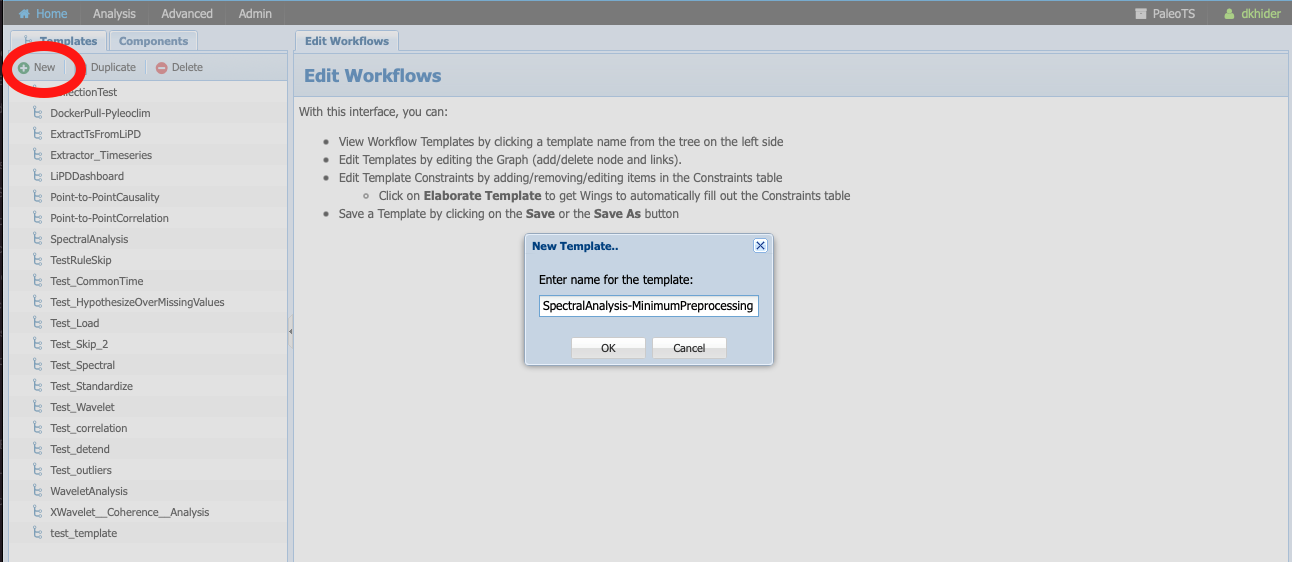 Home Analysis Advanced Admin PaleoTS dkhider
Templates Components
New Duplicate Delete
DockerPull-Pyleoclim
ExtractTsFromLiPD
Extractor_Timeseries
LiPDDashboard
Point-to-PointCausality
Point-to-PointCorrelation
SpectralAnalysis
TestRuleSkip
Test_CommonTime
Test_HypothesizeOverMissingValues
Test_Load
Test_Skip_2
Test_Spectral
Test_Standardize
Test_Wavelet
Test_correlation
Test_detend
Test_outliers
WaveletAnalysis
XWavelet__Coherence__Analysis
test_template
Edit Workflows
Edit Workflows
With this interface, you can:
View Workflow Templates by clicking a template name from the tree on the left side
Edit Templates by editing the Graph (add/delete node and links).
Edit Template Constraints by adding/removing/editing items in the Constraints table
Click on Elaborate Template to get Wings to automatically fill out the Constraints table
Save a Template by clicking on the Save or the Save As button
New Template..
Enter name for the template:
SpectralAnalysis-MinimumPreprocessing
OK Cancel